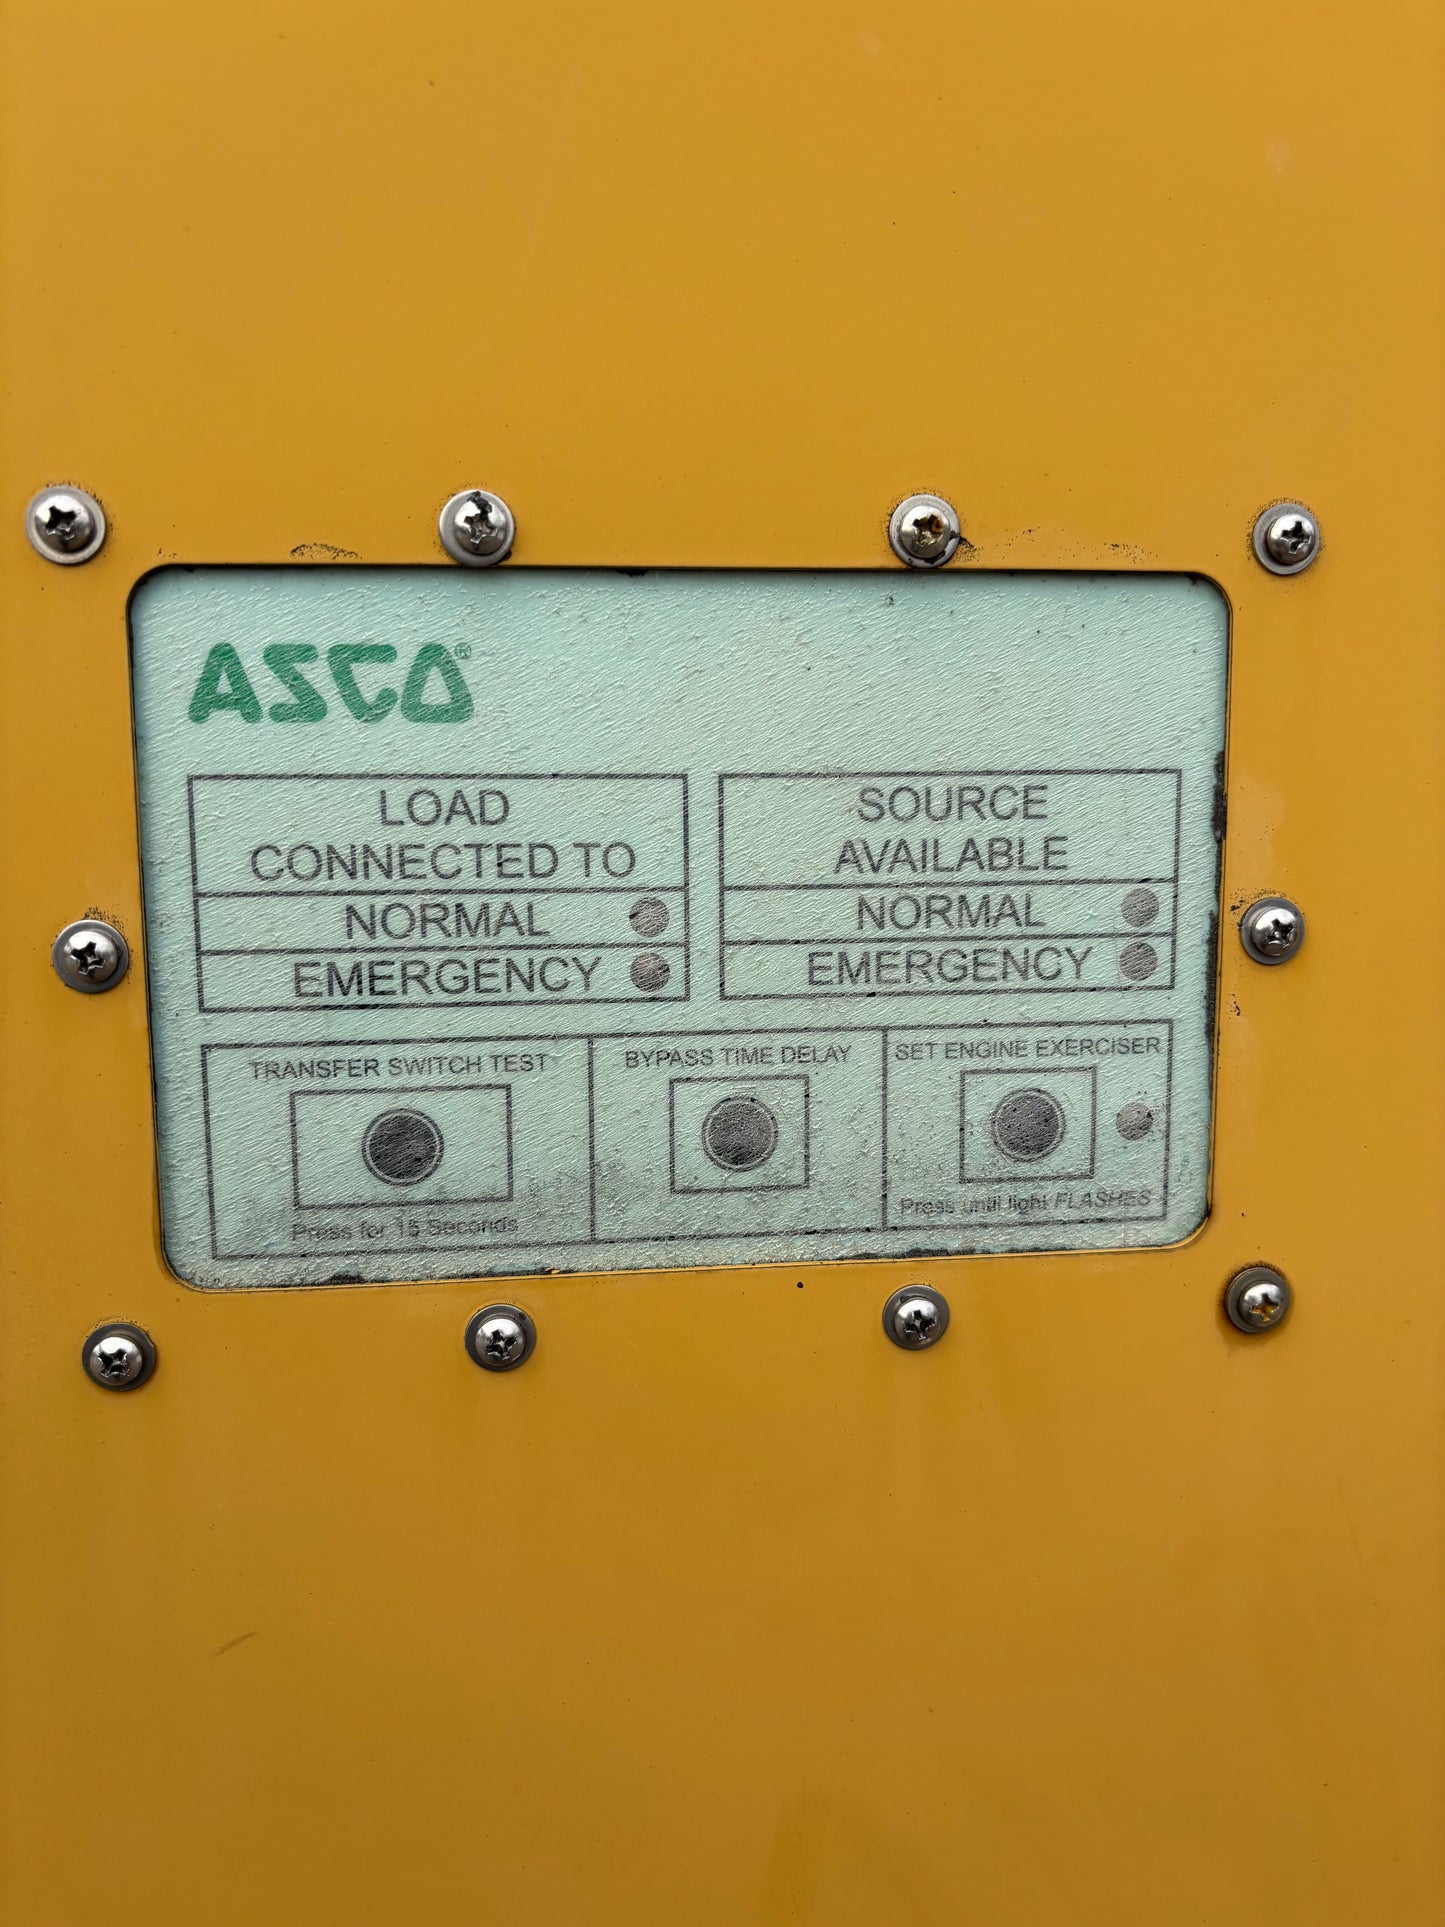 ASCO®
LOAD
CONNECTED TO
NORMAL
EMERGENCY
SOURCE
AVAILABLE
NORMAL
EMERGENCY
TRANSFER SWITCH TEST
Press for 15 Seconds
BYPASS TIME DELAY
SET ENGINE EXERCISER
Press until light FLASHES